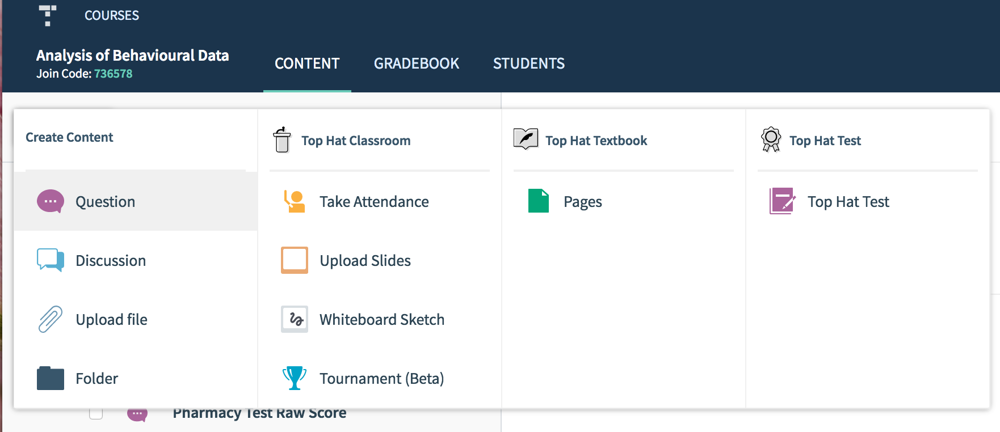 COURSES
Analysis of Behavioural Data
Join Code: 736578
CONTENT
GRADEBOOK
STUDENTS
Create Content
Question
Discussion
Upload file
Folder
Top Hat Classroom
Take Attendance
Upload Slides
Whiteboard Sketch
Tournament (Beta)
Top Hat Textbook
Pages
Top Hat Test
Top Hat Test
Pharmacy Test Raw Score